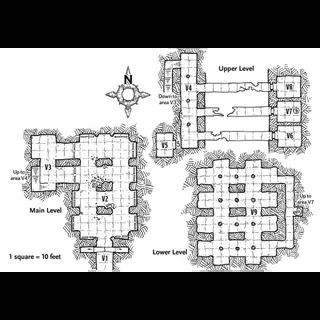 N
Upper Level
V4
V8
V7
V6
V5
Down to
area V3
Up to
area V4
V3
V2
Main Level
V1
1 square = 10 feet
V9
Up to
area V7
Lower Level